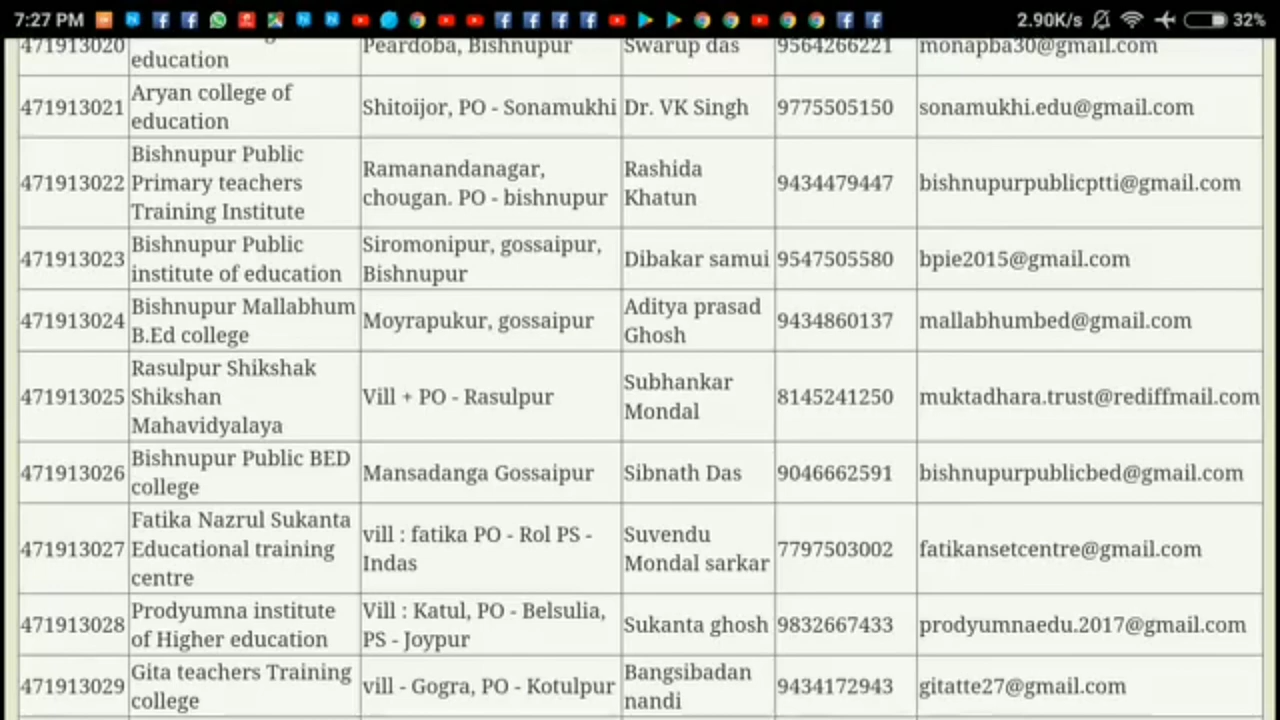 7:27 PM 2.90K/s 32%
471913020 Peardoba, Bishnupur Swarup das 9564266221 monapba30@gmail.com
education
471913021 Aryan college of education Shitoijor, PO - Sonamukhi Dr. VK Singh 9775505150 sonamukhi.edu@gmail.com
Bishnupur Public
Primary teachers
Training Institute
471913022
Ramanandanagar,
chougan. PO - bishnupur
Rashida
Khatun
9434479447
bishnupurpublicptti@gmail.com
471913023
Bishnupur Public
institute of education
Siromonipur, gossaipur,
Bishnupur
Dibakar samui
9547505580
bpie2015@gmail.com
471913024
Bishnupur Mallabhum
B.Ed college
Moyrapukur, gossaipur
Aditya prasad
Ghosh
9434860137
mallabhumbed@gmail.com
471913025
Rasulpur Shikshak
Shikshan
Mahavidyalaya
Vill + PO - Rasulpur
Subhankar
Mondal
8145241250
muktadhara.trust@rediffmail.com
471913026
Bishnupur Public BED
college
Mansadanga Gossaipur
Sibnath Das
9046662591
bishnupurpublicbed@gmail.com
471913027
Fatika Nazrul Sukanta
Educational training
centre
vill : fatika PO - Rol PS -
Indas
Suvendu
Mondal sarkar
7797503002
fatikansetcentre@gmail.com
471913028
Prodyumna institute
of Higher education
Vill : Katul, PO - Belsulia,
PS - Joypur
Sukanta ghosh
9832667433
prodyumnaedu.2017@gmail.com
471913029
Gita teachers Training
college
vill - Gogra, PO - Kotulpur
Bangsibadan
nandi
9434172943
gitatte27@gmail.com